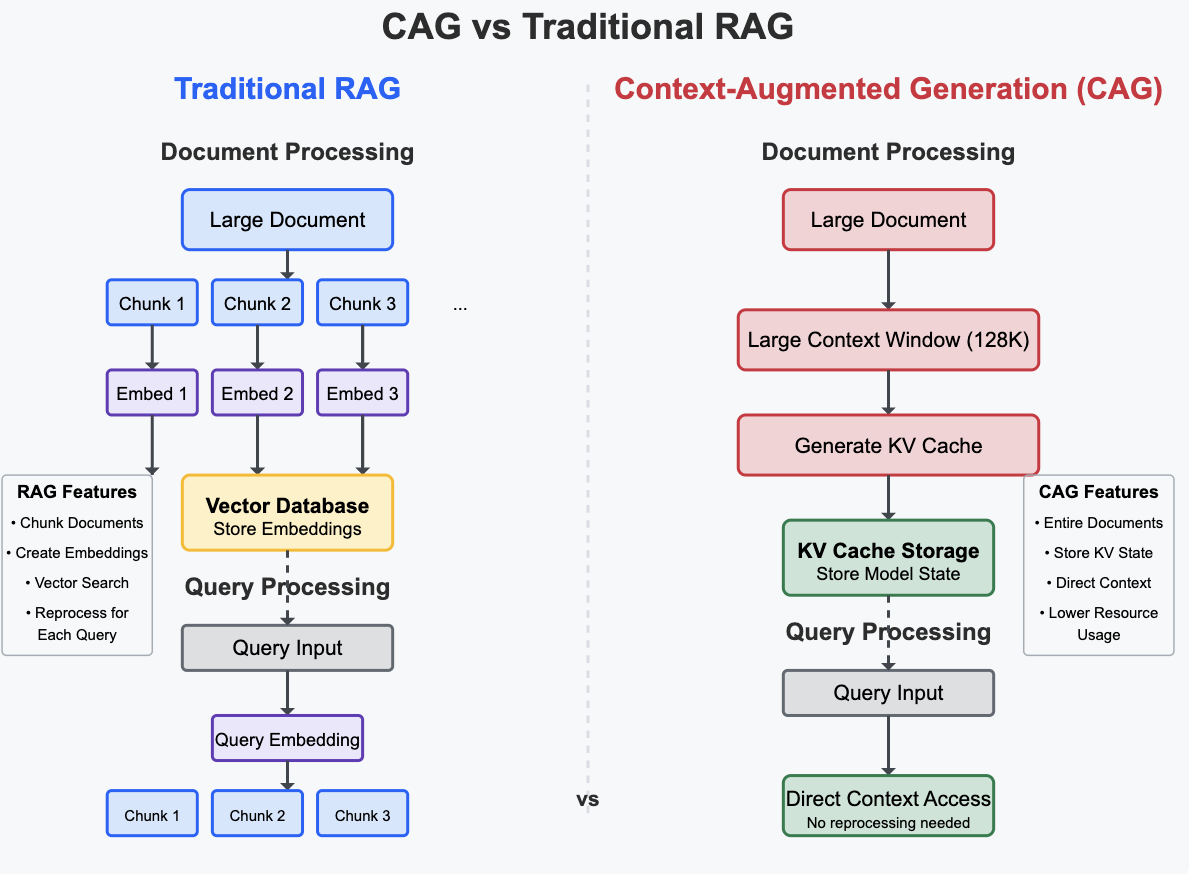 CAG vs Traditional RAG
Traditional RAG
Document Processing
Large Document
Chunk 1
Chunk 2
Chunk 3
...
Embed 1
Embed 2
Embed 3
RAG Features
• Chunk Documents
• Create Embeddings
• Vector Search
• Reprocess for
Each Query
Vector Database
Store Embeddings
Query Processing
Query Input
Query Embedding
Chunk 1
Chunk 2
Chunk 3
vs
Context-Augmented Generation (CAG)
Document Processing
Large Document
Large Context Window (128K)
Generate KV Cache
KV Cache Storage
Store Model State
CAG Features
• Entire Documents
• Store KV State
• Direct Context
• Lower Resource
Usage
Query Processing
Query Input
Direct Context Access
No reprocessing needed